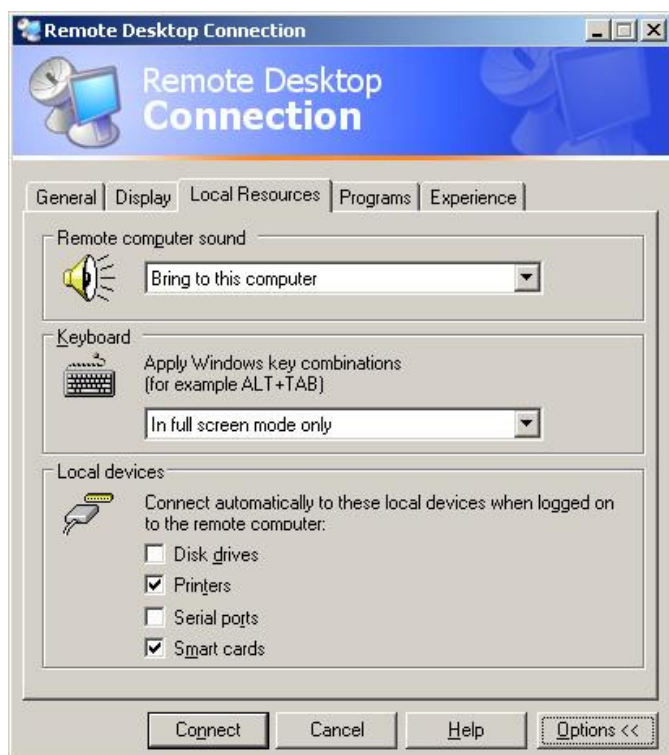 Remote Desktop Connection
Remote Desktop
Connection
General
Display
Local Resources
Programs
Experience
Remote computer sound
Bring to this computer
Keyboard
Apply Windows key combinations
(for example ALT+TAB)
In full screen mode only
Local devices
Connect automatically to these local devices when logged on
to the remote computer:
Disk drives
Printers
Serial ports
Smart cards
Connect
Cancel
Help
Options <<